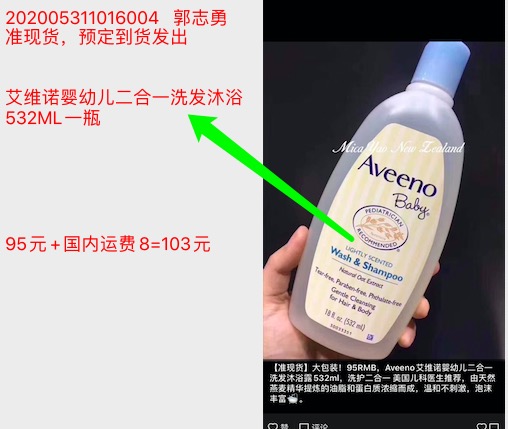 202005311016004 郭志勇
准现货，预定到货发出
艾维诺婴幼儿二合一洗发沐浴
532ML一瓶
95元+国内运费8=103元
MicaYao New Zealand
Aveeno
Baby
PEDIATRICIAN
RECOMMENDED
LIGHTLY SCENTED
Wash & Shampoo
Natural Oat Extract
Tear-free, Paraben-free, Phthalate-free
Gentle Cleansing
for Hair & Body
18 fl. oz. (532 ml)
【准现货】大包装！95RMB，Aveeno艾维诺婴幼儿二合一
洗发沐浴露532ml，洗护二合一 美国儿科医生推荐，由天然
燕麦精华提炼的油脂和蛋白质浓缩而成，温和不刺激，泡沫
丰富
赞 评论